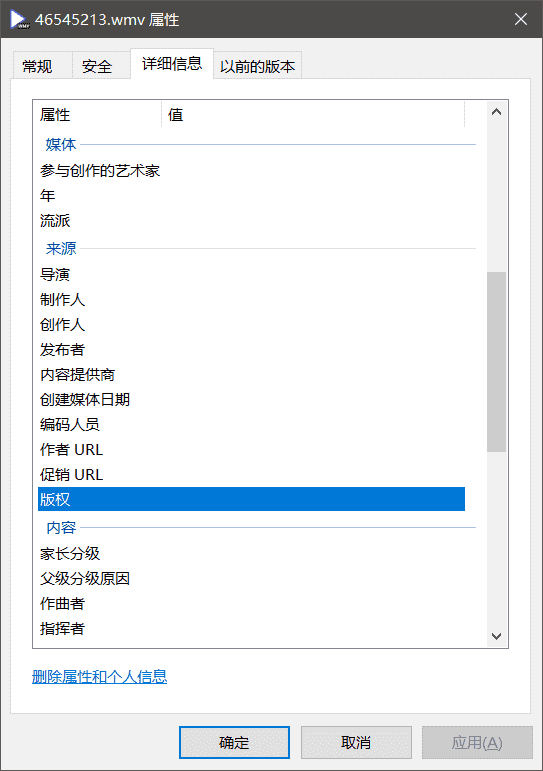 46545213.wmv 属性
常规 安全 详细信息 以前的版本
属性 值
媒体
参与创作的艺术家
年
流派
来源
导演
制作人
创作人
发布者
内容提供商
创建媒体日期
编码人员
作者 URL
促销 URL
版权
内容
家长分级
父级分级原因
作曲者
指挥者
删除属性和个人信息
确定 取消 应用(A)